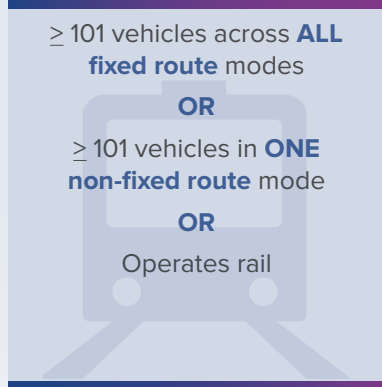 ≥ 101 vehicles across ALL
fixed route modes
OR
≥ 101 vehicles in ONE
non-fixed route mode
OR
Operates rail